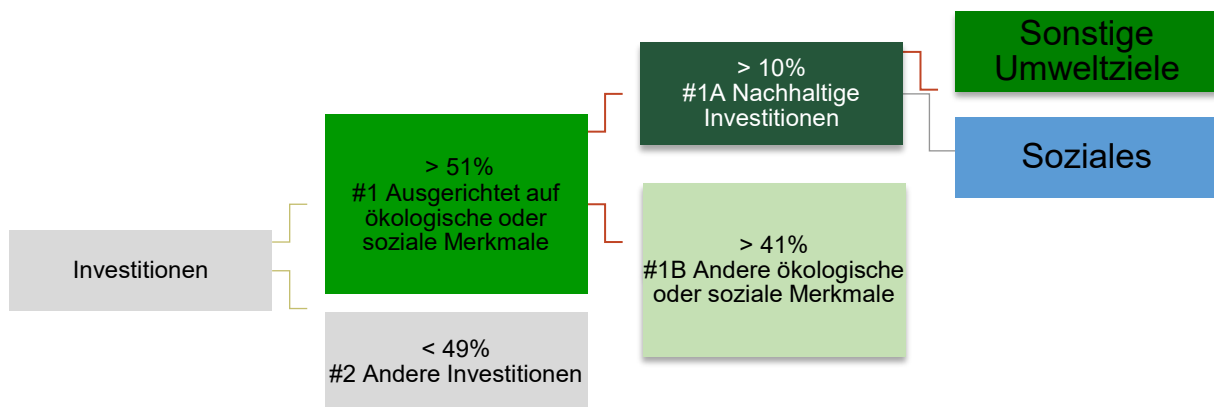 Investitionen
> 51%
#1 Ausgerichtet auf
ökologische oder
soziale Merkmale
< 49%
#2 Andere Investitionen
> 10%
#1A Nachhaltige
Investitionen
> 41%
#1B Andere ökologische
oder soziale Merkmale
Sonstige
Umweltziele
Soziales